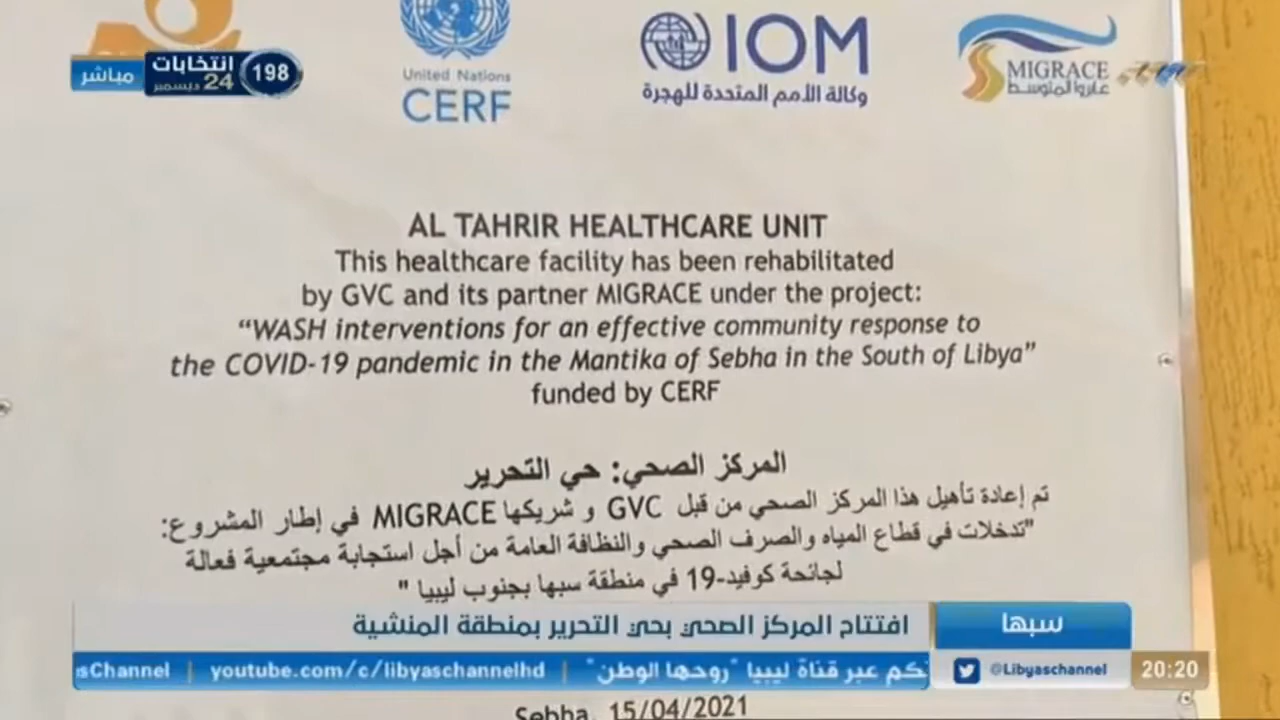 مباشر
انتخابات
24 ديسمبر
198
United Nations
CERF
IOM
وكالة الأمم المتحدة للهجرة
MIGRACE
عابروا المتوسط
AL TAHRIR HEALTHCARE UNIT
This healthcare facility has been rehabilitated
by GVC and its partner MIGRACE under the project:
“WASH interventions for an effective community response to
the COVID-19 pandemic in the Mantika of Sebha in the South of Libya”
funded by CERF
المركز الصحي: حي التحرير
تم إعادة تأهيل هذا المركز الصحي من قبل GVC و شريكها MIGRACE في إطار المشروع:
"تدخلات في قطاع المياه والصرف الصحي والنظافة العامة من أجل استجابة مجتمعية فعالة
لجائحة كوفيد-19 في منطقة سبها بجنوب ليبيا "
سبها
افتتاح المركز الصحي بحي التحرير بمنطقة المنشية
sChannel | youtube.com/c/libyaschannelhd | كم عبر قناة ليبيا "روحها الوطن"
@Libyaschannel
20:20
Sebha, 15/04/2021